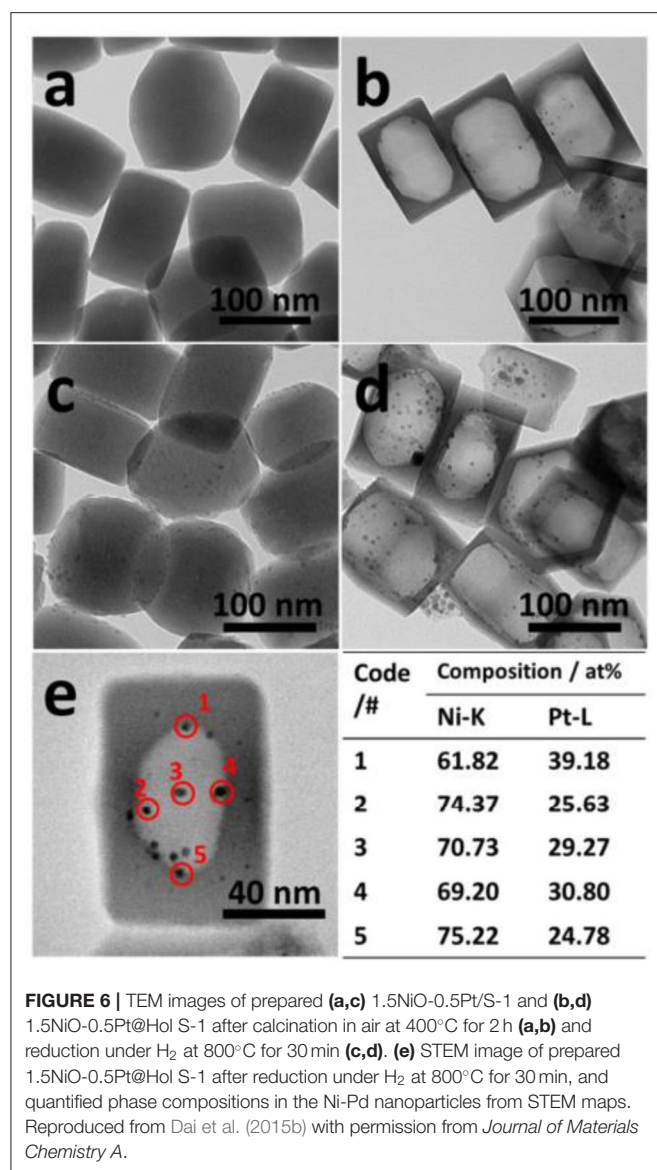 a
b
100 nm
100 nm
c
d
100 nm
100 nm
e
1
2
3
4
5
40 nm
Code Composition / at%
/# Ni-K Pt-L
1 61.82 39.18
2 74.37 25.63
3 70.73 29.27
4 69.20 30.80
5 75.22 24.78
FIGURE 6 | TEM images of prepared (a,c) 1.5NiO-0.5Pt/S-1 and (b,d)
1.5NiO-0.5Pt@Hol S-1 after calcination in air at 400°C for 2 h (a,b) and
reduction under H₂ at 800°C for 30 min (c,d). (e) STEM image of prepared
1.5NiO-0.5Pt@Hol S-1 after reduction under H₂ at 800°C for 30 min, and
quantified phase compositions in the Ni-Pd nanoparticles from STEM maps.
Reproduced from Dai et al. (2015b) with permission from Journal of Materials
Chemistry A.